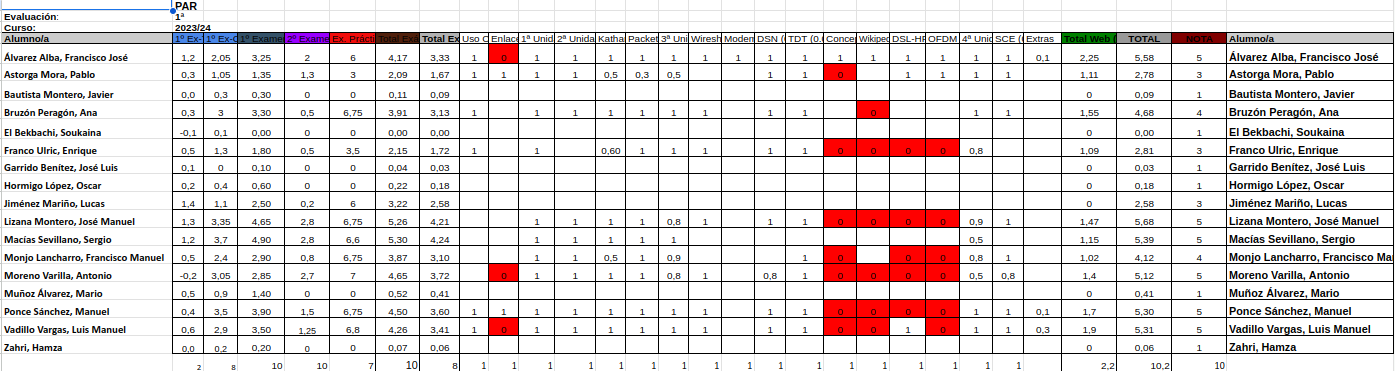 PAR
Evaluación: 1ª
Curso: 2023/24
Alumno/a 1º Ex- 1º Ex-C 1º Examen 2º Exame Ex. Prácti Total Exá Total Ex Uso C Enlace 1ª Unid 2ª Unida Kathar Packet 3ª Uni Wiresh Modem DSN ( TDT (0. Concep Wikiped DSL-HF OFDM 4ª Unid SCE ( Extras Total Web ( TOTAL NOTA Alumno/a
Álvarez Alba, Francisco José 1,2 2,05 3,25 2 6 4,17 3,33 1 0 1 1 1 1 1 1 1 1 1 1 1 1 1 1 1 0,1 2,25 5,58 5 Álvarez Alba, Francisco José
Astorga Mora, Pablo 0,3 1,05 1,35 1,3 3 2,09 1,67 1 1 1 1 0,5 0,3 0,5 1 1 0 1 1 1 1 1,11 2,78 3 Astorga Mora, Pablo
Bautista Montero, Javier 0,0 0,3 0,30 0 0 0,11 0,09 0 0,09 1 Bautista Montero, Javier
Bruzón Peragón, Ana 0,3 3 3,30 0,5 6,75 3,91 3,13 1 1 1 1 1 1 1 1 1 0 1 1 1,55 4,68 4 Bruzón Peragón, Ana
El Bekbachi, Soukaina -0,1 0,1 0,00 0 0 0,00 0,00 0 0,00 1 El Bekbachi, Soukaina
Franco Ulric, Enrique 0,5 1,3 1,80 0,5 3,5 2,15 1,72 1 1 0,60 1 1 1 1 1 0 0 0 0 0,8 1,09 2,81 3 Franco Ulric, Enrique
Garrido Benítez, José Luis 0,1 0 0,10 0 0 0,04 0,03 0 0,03 1 Garrido Benítez, José Luis
Hormigo López, Oscar 0,2 0,4 0,60 0 0 0,22 0,18 0 0,18 1 Hormigo López, Oscar
Jiménez Mariño, Lucas 1,4 1,1 2,50 0,2 6 3,22 2,58 0 2,58 3 Jiménez Mariño, Lucas
Lizana Montero, José Manuel 1,3 3,35 4,65 2,8 6,75 5,26 4,21 1 1 1 1 0,8 1 1 1 0 0 0 0 0,9 1 1,47 5,68 5 Lizana Montero, José Manuel
Macías Sevillano, Sergio 1,2 3,7 4,90 2,8 6,6 5,30 4,24 1 1 1 1 1 0,5 1,15 5,39 5 Macías Sevillano, Sergio
Monjo Lancharro, Francisco Manuel 0,5 2,4 2,90 0,8 6,75 3,87 3,10 1 1 0,5 1 0,9 1 0 0 0 0,8 1 1,02 4,12 4 Monjo Lancharro, Francisco Mar
Moreno Varilla, Antonio -0,2 3,05 2,85 2,7 7 4,65 3,72 0 1 1 1 1 0,8 1 0,8 1 0 0 0 0 0,5 0,8 1,4 5,12 5 Moreno Varilla, Antonio
Muñoz Álvarez, Mario 0,5 0,9 1,40 0 0 0,52 0,41 0 0,41 1 Muñoz Álvarez, Mario
Ponce Sánchez, Manuel 0,4 3,5 3,90 1,5 6,75 4,50 3,60 1 1 1 1 1 1 1 1 1 1 0 0 0 0 1 1 0,1 1,7 5,30 5 Ponce Sánchez, Manuel
Vadillo Vargas, Luis Manuel 0,6 2,9 3,50 1,25 6,8 4,26 3,41 1 0 1 1 1 1 1 1 1 1 0 0 1 0 1 1 0,3 1,9 5,31 5 Vadillo Vargas, Luis Manuel
Zahri, Hamza 0,0 0,2 0,20 0 0 0,07 0,06 0 0,06 1 Zahri, Hamza
2 8 10 10 7 10 8 1 1 1 1 1 1 1 1 1 1 1 1 1 1 1 1 1 2,2 10,2 10